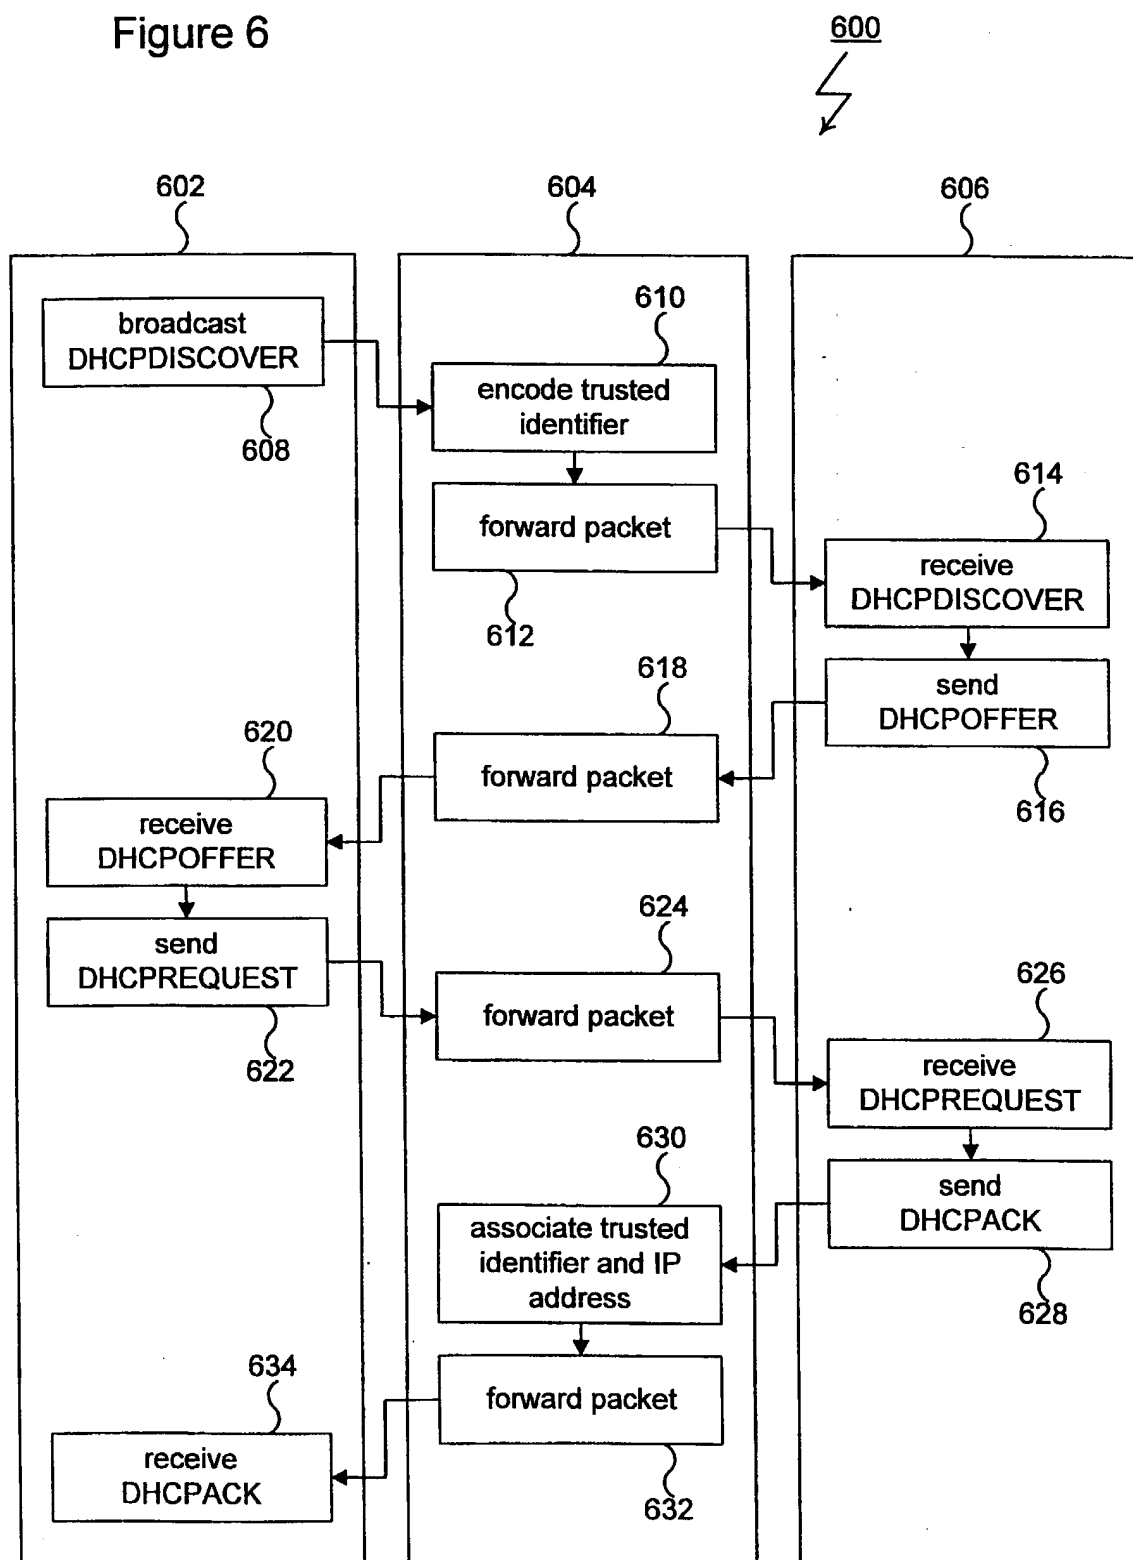 Figure 6
600
602
604
606
610
broadcast
DHCPDISCOVER
encode trusted
identifier
608
614
forward packet
receive
DHCPDISCOVER
612
618
send
DHCPOFFER
620
forward packet
616
receive
DHCPOFFER
624
send
DHCPREQUEST
626
forward packet
622
receive
DHCPREQUEST
630
send
DHCPACK
associate trusted
identifier and IP
address
628
634
forward packet
receive
DHCPACK
632